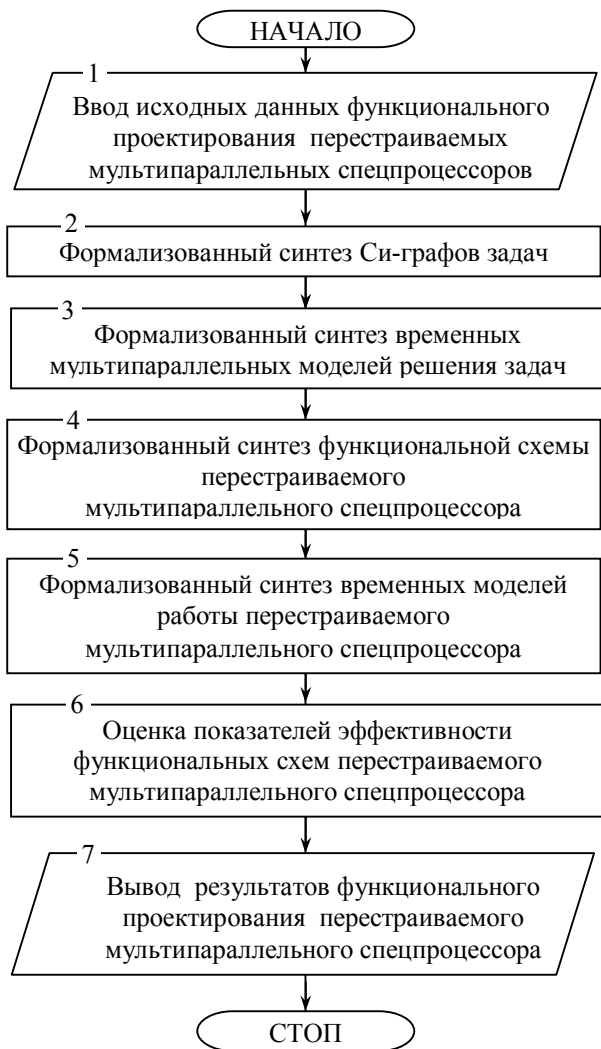 НАЧАЛО
1
Ввод исходных данных функционального
проектирования перестраиваемых
мультипараллельных спецпроцессоров
2
Формализованный синтез Си-графов задач
3
Формализованный синтез временных
мультипараллельных моделей решения задач
4
Формализованный синтез функциональной схемы
перестраиваемого
мультипараллельного спецпроцессора
5
Формализованный синтез временных моделей
работы перестраиваемого
мультипараллельного спецпроцессора
6
Оценка показателей эффективности
функциональных схем перестраиваемого
мультипараллельного спецпроцессора
7
Вывод результатов функционального
проектирования перестраиваемого
мультипараллельного спецпроцессора
СТОП